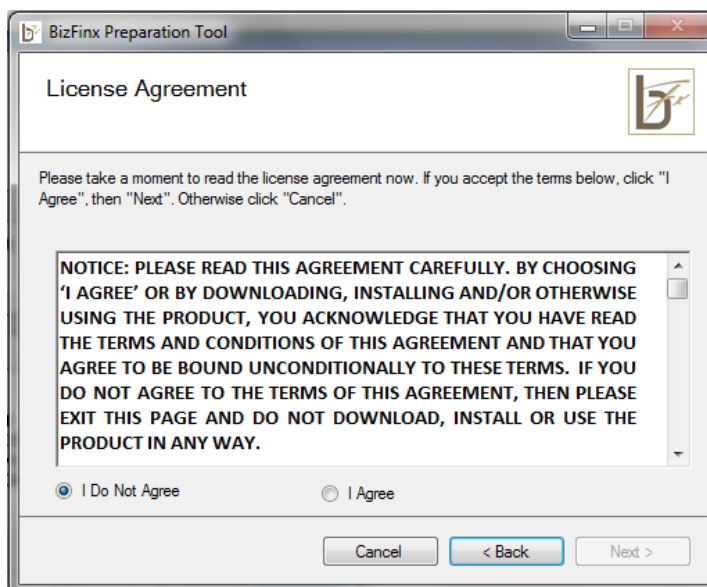 BizFinx Preparation Tool
License Agreement
Please take a moment to read the license agreement now. If you accept the terms below, click "I
Agree", then "Next". Otherwise click "Cancel".
NOTICE: PLEASE READ THIS AGREEMENT CAREFULLY. BY CHOOSING
‘I AGREE’ OR BY DOWNLOADING, INSTALLING AND/OR OTHERWISE
USING THE PRODUCT, YOU ACKNOWLEDGE THAT YOU HAVE READ
THE TERMS AND CONDITIONS OF THIS AGREEMENT AND THAT YOU
AGREE TO BE BOUND UNCONDITIONALLY TO THESE TERMS. IF YOU
DO NOT AGREE TO THE TERMS OF THIS AGREEMENT, THEN PLEASE
EXIT THIS PAGE AND DO NOT DOWNLOAD, INSTALL OR USE THE
PRODUCT IN ANY WAY.
I Do Not Agree
I Agree
Cancel
< Back
Next >